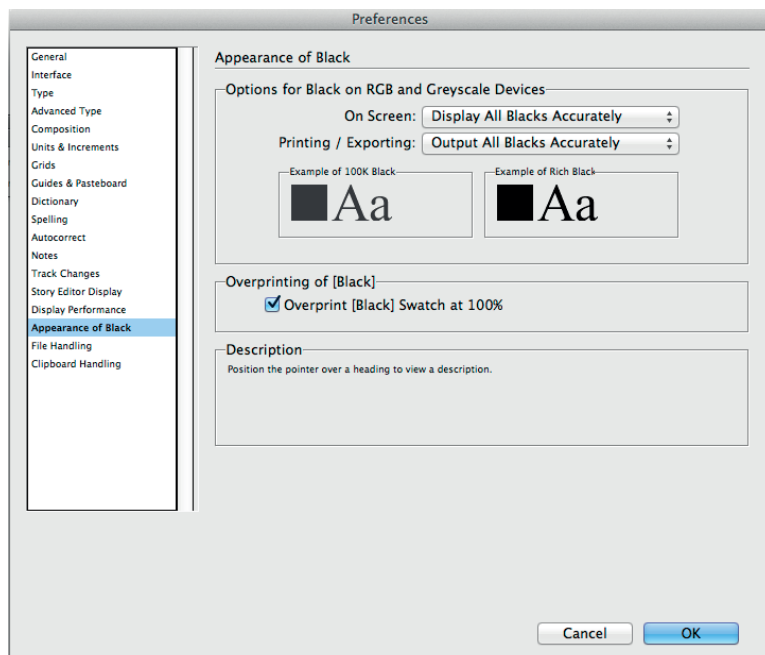 Preferences
General
Interface
Type
Advanced Type
Composition
Units & Increments
Grids
Guides & Pasteboard
Dictionary
Spelling
Autocorrect
Notes
Track Changes
Story Editor Display
Display Performance
Appearance of Black
File Handling
Clipboard Handling
Appearance of Black
Options for Black on RGB and Greyscale Devices
On Screen: Display All Blacks Accurately
Printing / Exporting: Output All Blacks Accurately
Example of 100K Black
Aa
Example of Rich Black
Aa
Overprinting of [Black]
Overprint [Black] Swatch at 100%
Description
Position the pointer over a heading to view a description.
Cancel
OK